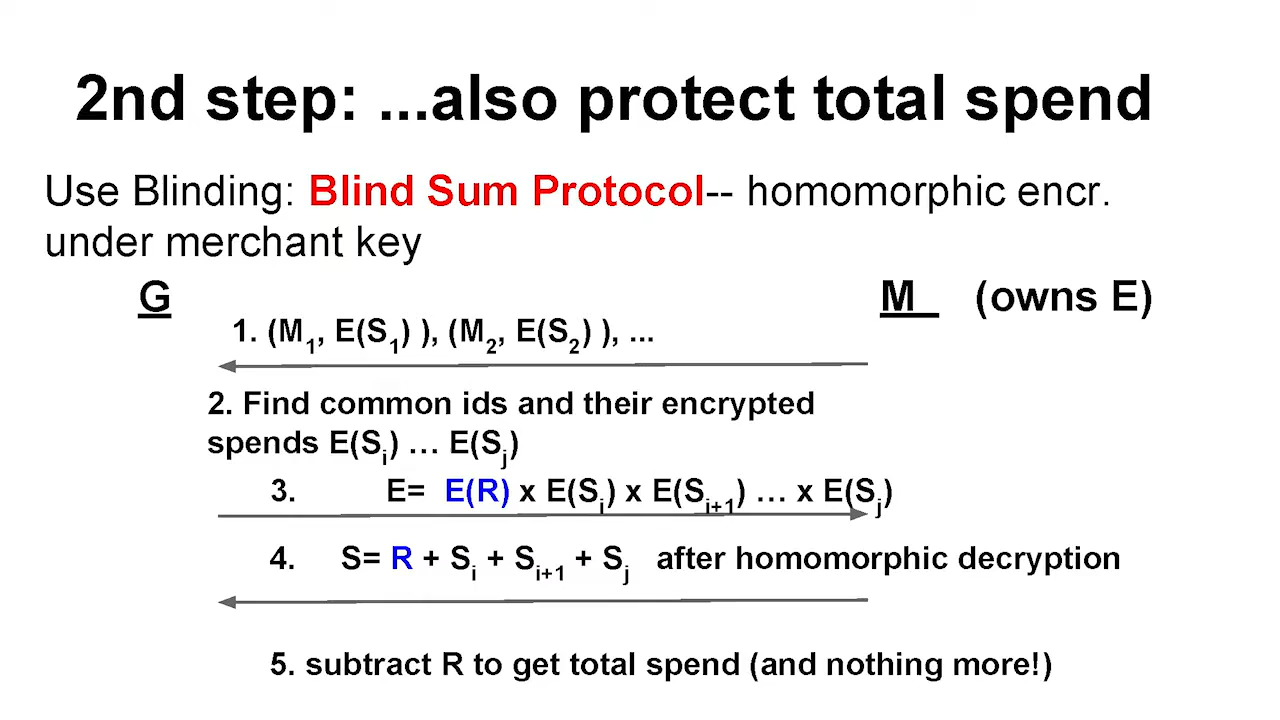 2nd step: ...also protect total spend
Use Blinding: Blind Sum Protocol-- homomorphic encr.
under merchant key
G M (owns E)
1. (M1, E(S1) ), (M2, E(S2) ), ...
2. Find common ids and their encrypted
spends E(Si) … E(Sj)
3. E= E(R) x E(Si) x E(Si+1) … x E(Sj)
4. S= R + Si + Si+1 + Sj after homomorphic decryption
5. subtract R to get total spend (and nothing more!)